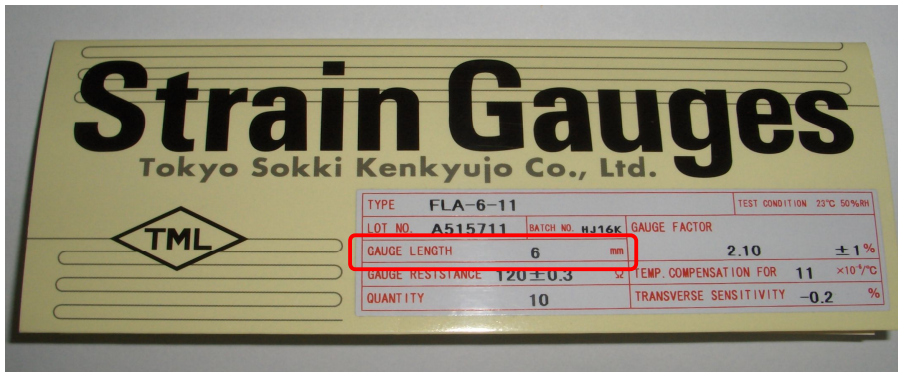 Strain Gauges
Tokyo Sokki Kenkyujo Co., Ltd.
TML
TYPE FLA-6-11 TEST CONDITION 23°C 50%RH
LOT NO. A515711 BATCH NO. HJ16K GAUGE FACTOR
GAUGE LENGTH 6 mm 2.10 ±1%
GAUGE RESISTANCE 120±0.3 Ω TEMP. COMPENSATION FOR 11 ×10⁻⁶/°C
QUANTITY 10 TRANSVERSE SENSITIVITY -0.2 %